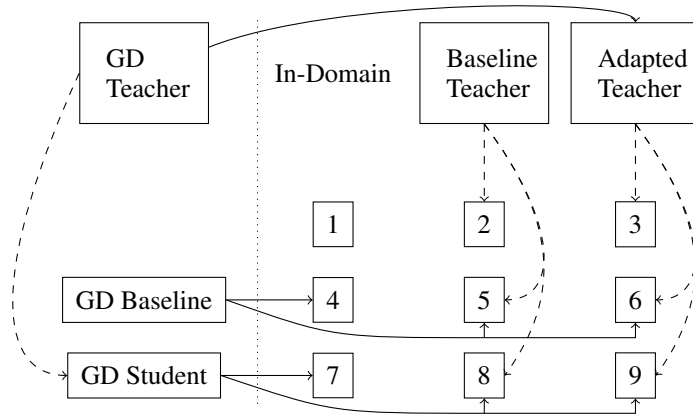 GD
Teacher
In-Domain
Baseline
Teacher
Adapted
Teacher
1
2
3
GD Baseline
4
5
6
GD Student
7
8
9